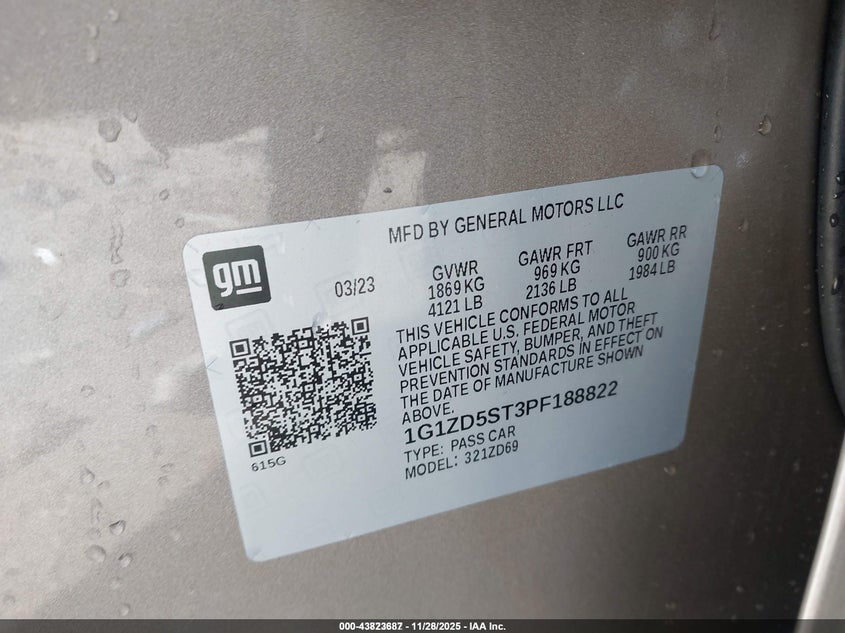 MFD BY GENERAL MOTORS LLC
gm
03/23
GVWR
1869 KG
4121 LB
GAWR FRT
969 KG
2136 LB
GAWR RR
900 KG
1984 LB
THIS VEHICLE CONFORMS TO ALL
APPLICABLE U.S. FEDERAL MOTOR
VEHICLE SAFETY, BUMPER, AND THEFT
PREVENTION STANDARDS IN EFFECT ON
THE DATE OF MANUFACTURE SHOWN
ABOVE.
1G1ZD5ST3PF188822
TYPE: PASS CAR
MODEL: 321ZD69
615G
000-43823687 - 11/28/2025 - IAA Inc.